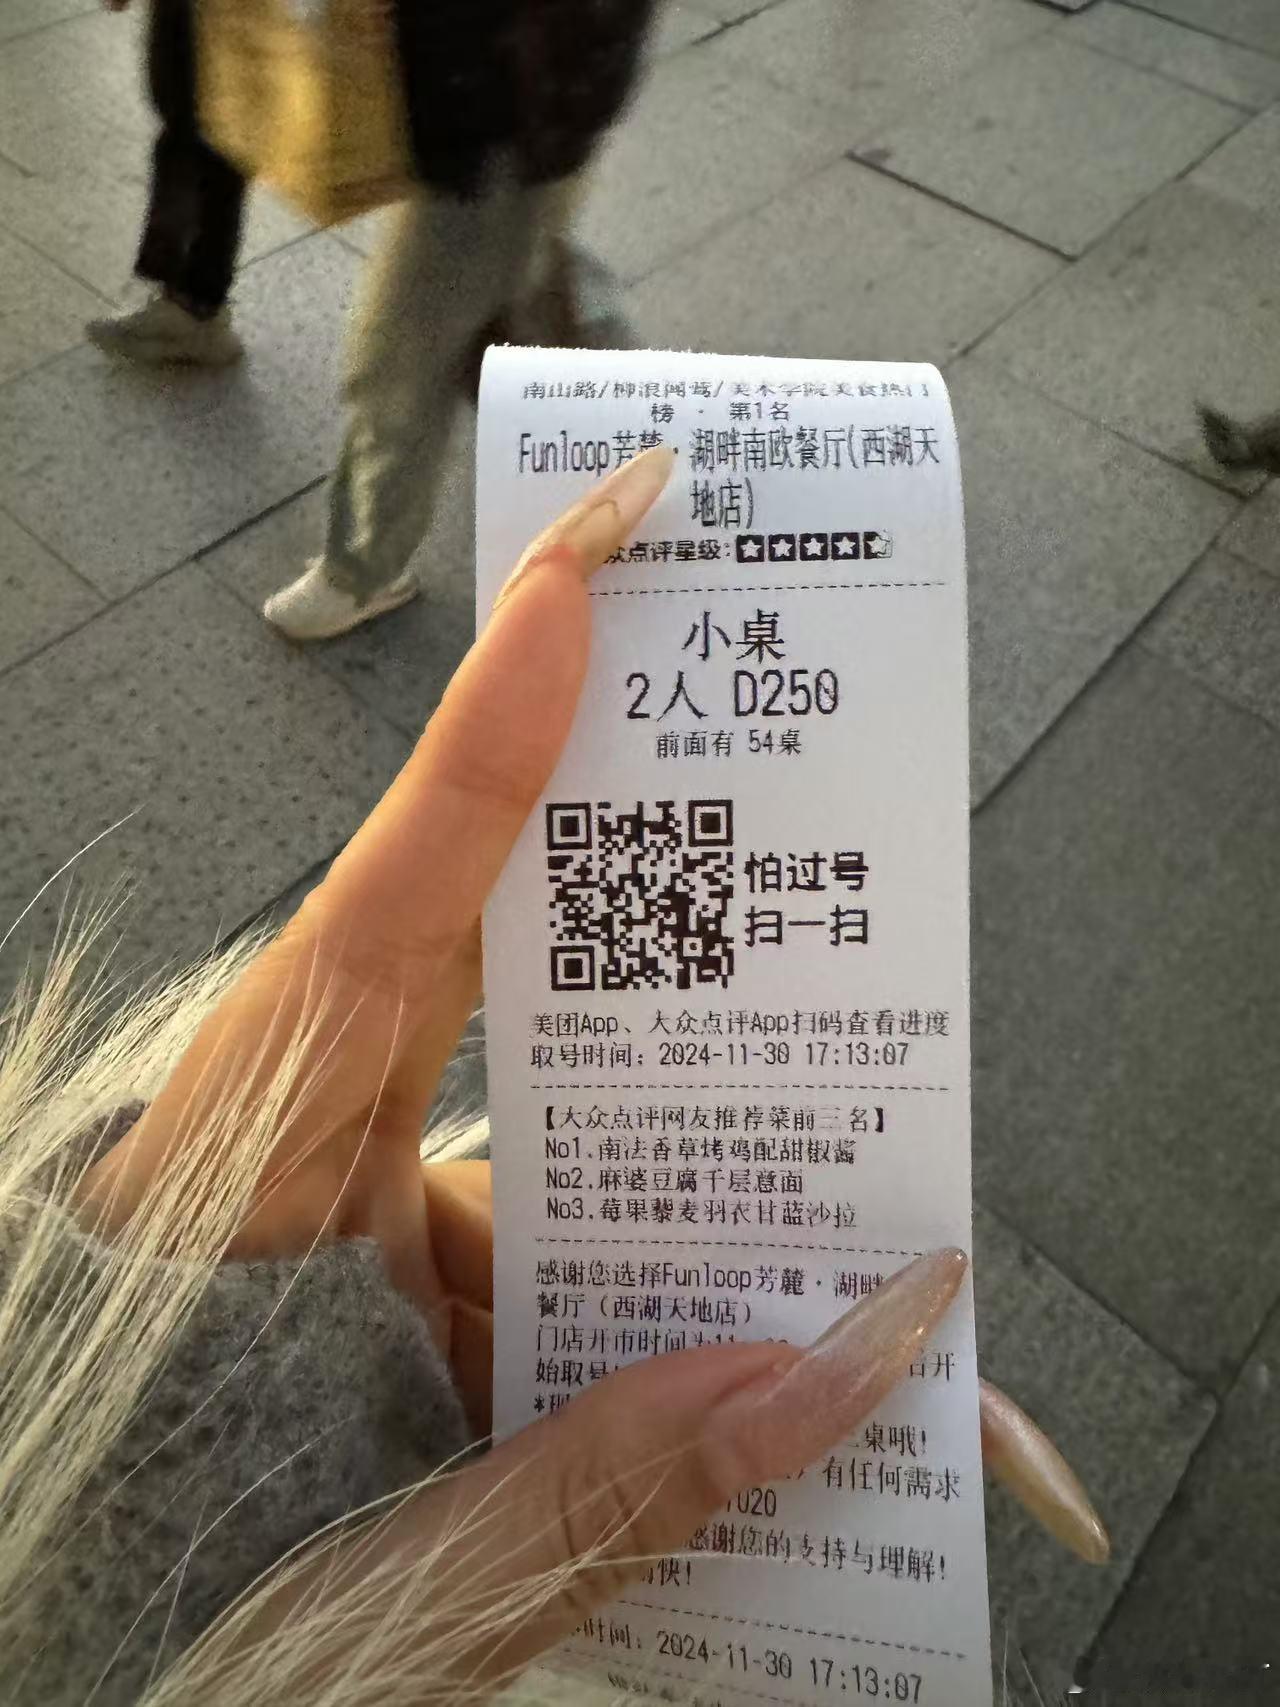 南山路/柳浪闻莺/美术学院美食热门
榜 · 第1名
Funloop芳麓·湖畔南欧餐厅(西湖天
地店)
众点评星级:
小桌
2人 D250
前面有 54桌
怕过号
扫一扫
美团App、大众点评App扫码查看进度
取号时间: 2024-11-30 17:13:07
【大众点评网友推荐菜前三名】
No1.南法香草烤鸡配甜椒酱
No2.麻婆豆腐千层意面
No3.莓果藜麦羽衣甘蓝沙拉
感谢您选择Funloop芳麓·湖畔
餐厅（西湖天地店）
门店开市时间为11
始取号 开
*
桌哦!
有任何需求
020
感谢您的支持与理解!
快!
时间: 2024-11-30 17:13:07